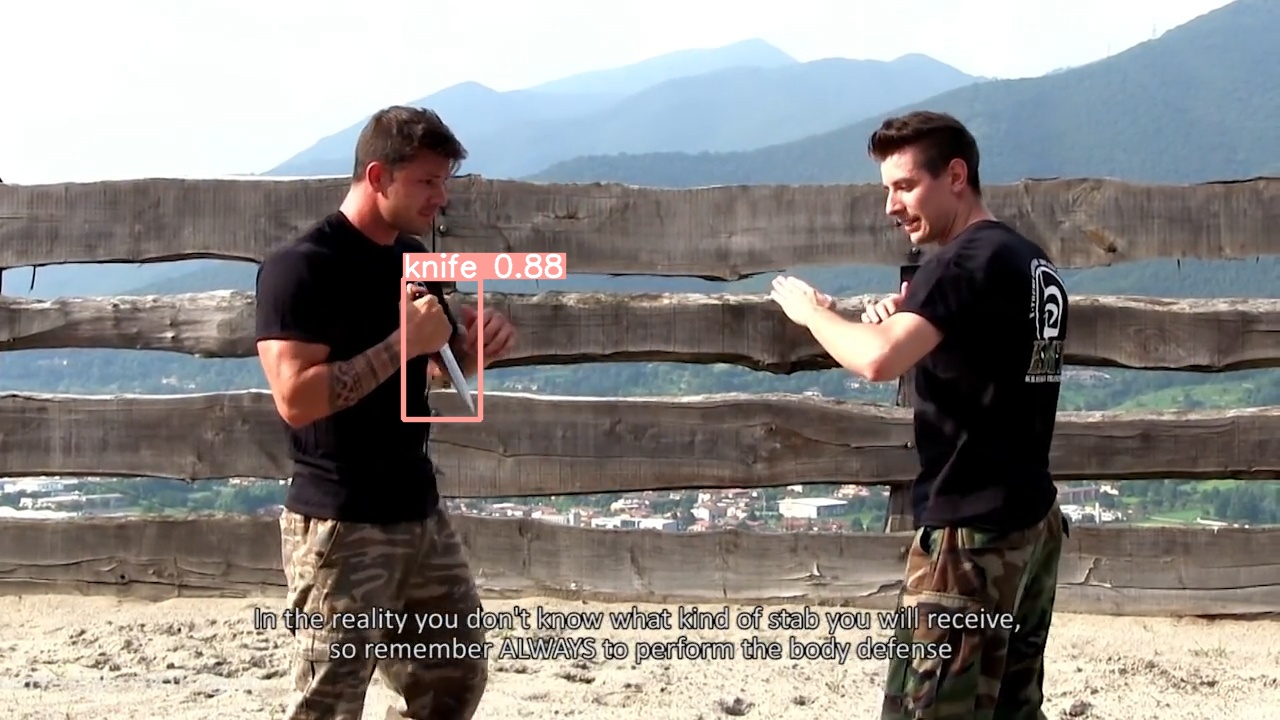 knife 0.88
In the reality you don't know what kind of stab you will receive,
so remember ALWAYS to perform the body defense